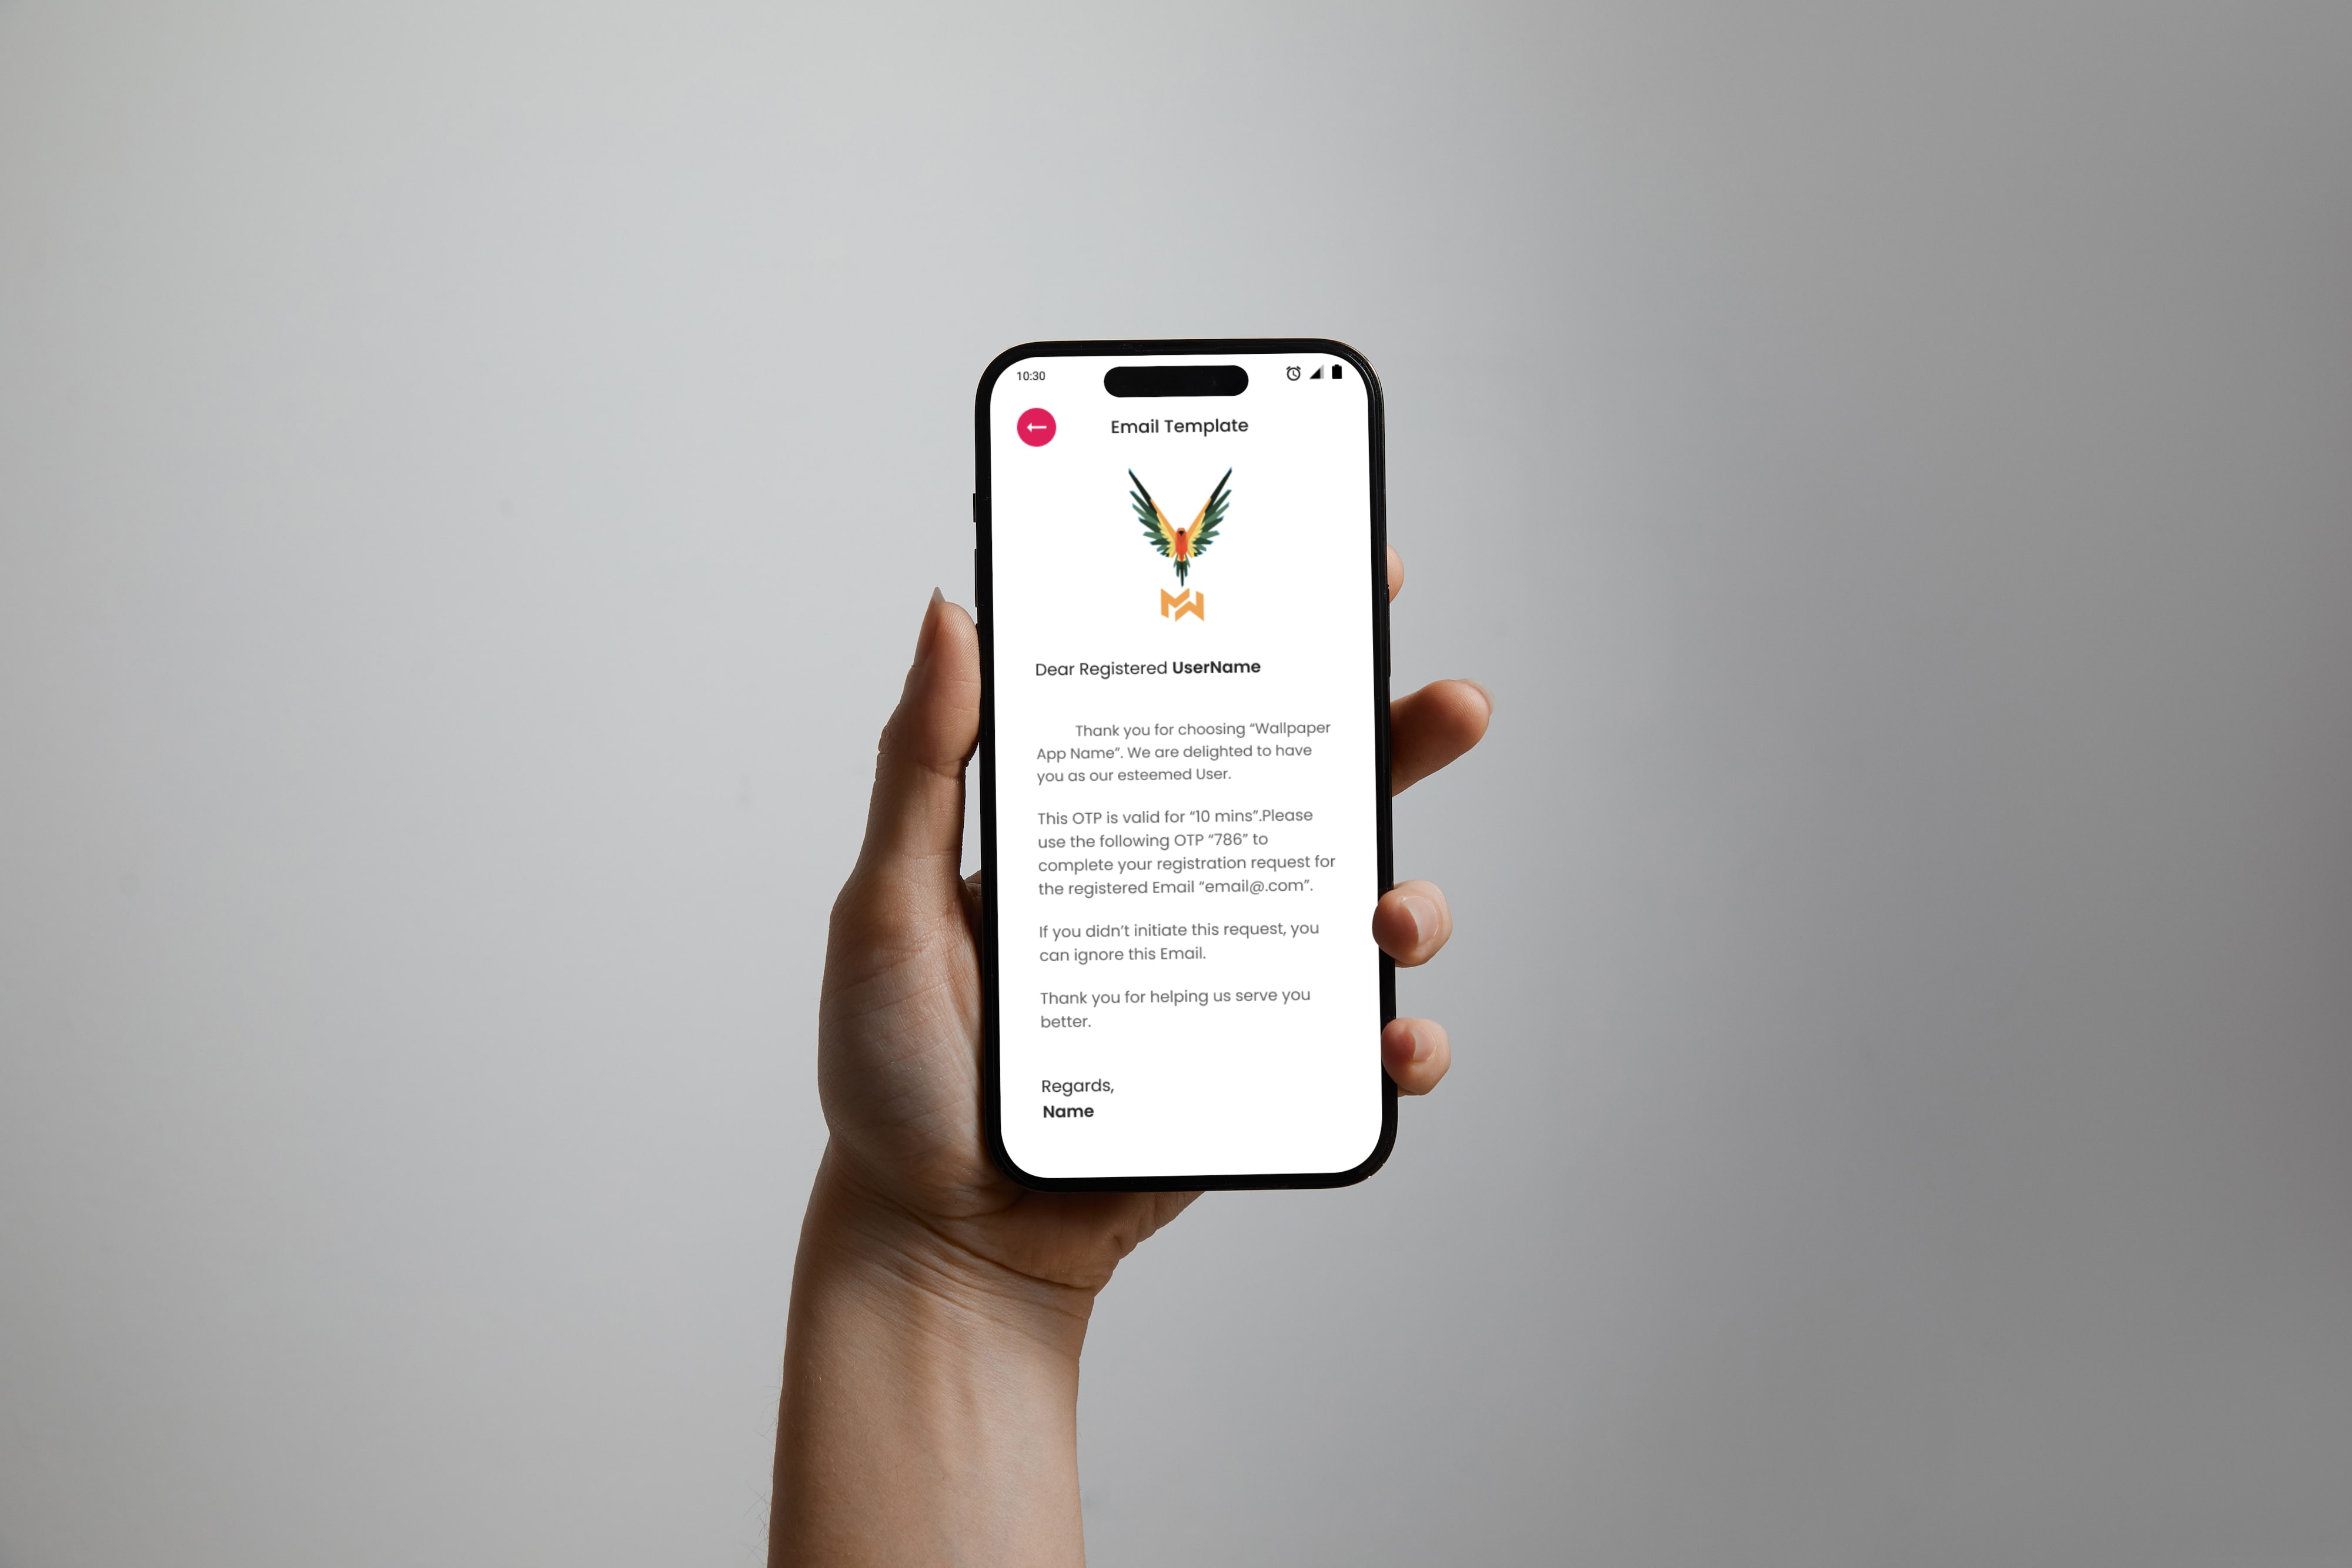 10:30
Email Template
MW
Dear Registered UserName
Thank you for choosing “Wallpaper
App Name”. We are delighted to have
you as our esteemed User.
This OTP is valid for “10 mins”.Please
use the following OTP “786” to
complete your registration request for
the registered Email “email@.com”.
If you didn’t initiate this request, you
can ignore this Email.
Thank you for helping us serve you
better.
Regards,
Name